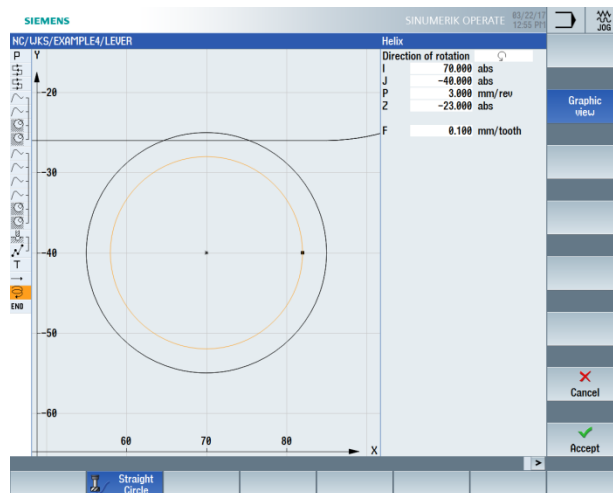 SIEMENS
SINUMERIK OPERATE
03/22/17
12:55 PM
JOG
NC/WKS/EXAMPLE4/LEVER
Helix
P
Y
Direction of rotation
I 70.000 abs
J -40.000 abs
P 3.000 mm/rev
Z -23.000 abs
F 0.100 mm/tooth
Graphic
view
-20
-30
-40
-50
-60
T
END
60 70 80 X
Cancel
Accept
>
Straight
Circle